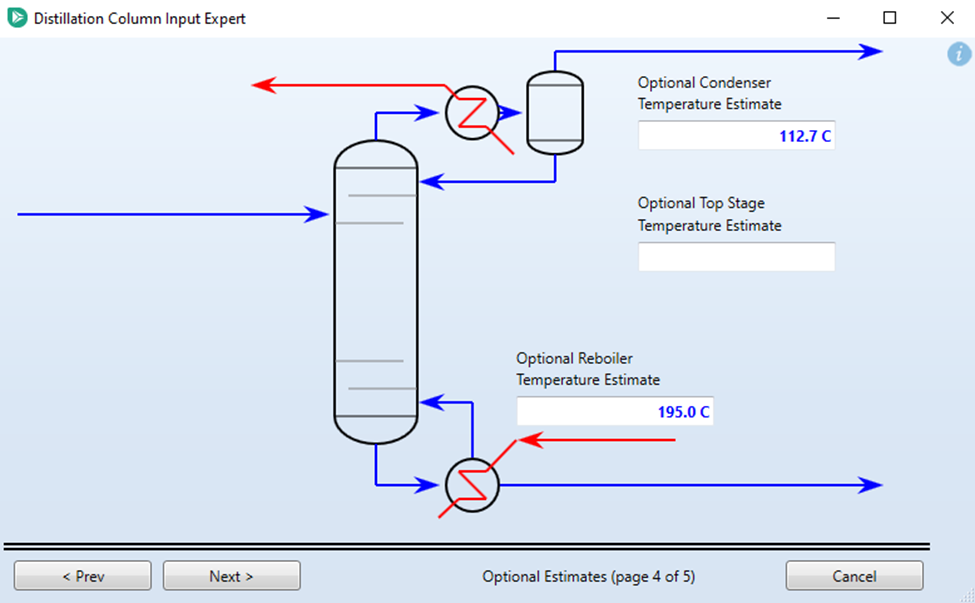 Distillation Column Input Expert
i
Optional Condenser
Temperature Estimate
112.7 C
Optional Top Stage
Temperature Estimate
Optional Reboiler
Temperature Estimate
195.0 C
< Prev
Next >
Optional Estimates (page 4 of 5)
Cancel